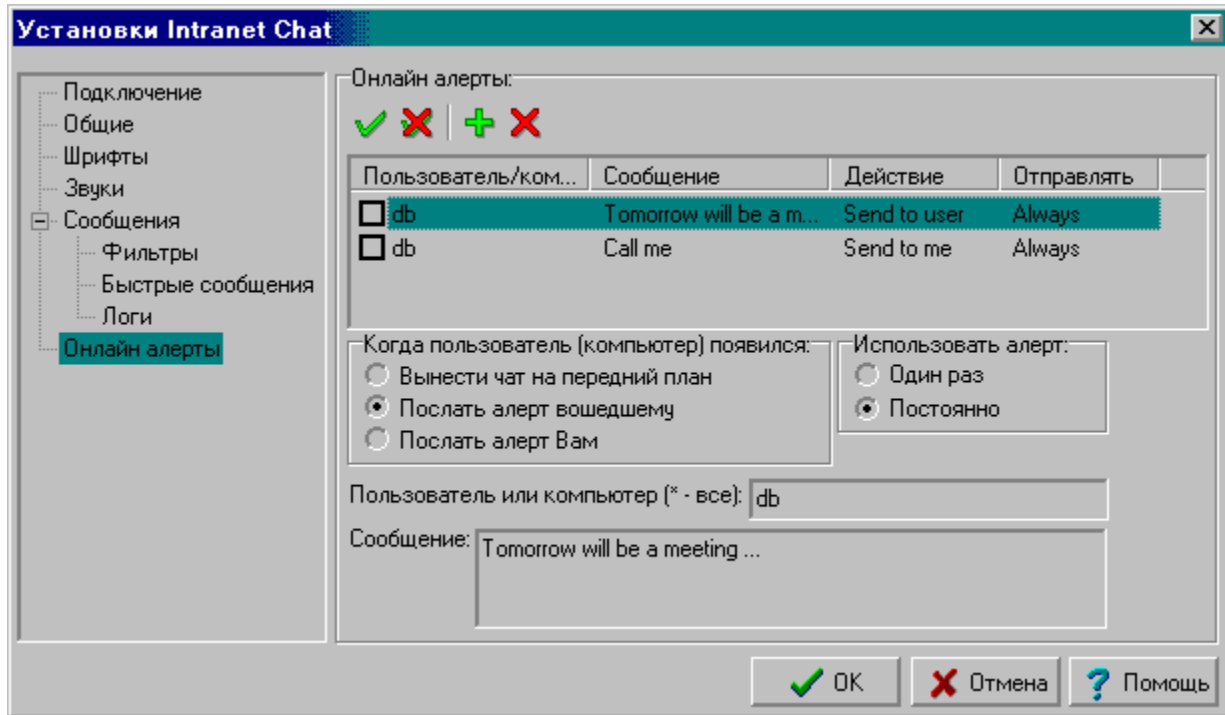 Установки Intranet Chat
Подключение
Общие
Шрифты
Звуки
Сообщения
Фильтры
Быстрые сообщения
Логи
Онлайн алерты
Онлайн алерты:
Пользователь/ком... Сообщение Действие Отправлять
db Tomorrow will be a m... Send to user Always
db Call me Send to me Always
Когда пользователь (компьютер) появился:
Вынести чат на передний план
Послать алерт вошедшему
Послать алерт Вам
Использовать алерт:
Один раз
Постоянно
Пользователь или компьютер (* - все): db
Сообщение: Tomorrow will be a meeting ...
OK Отмена Помощь